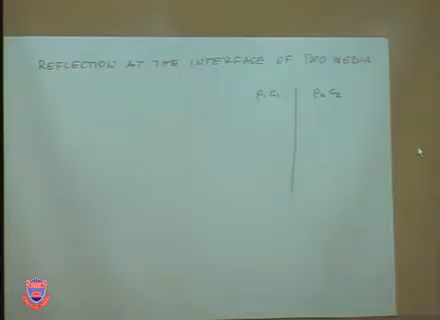 REFLECTION AT THE INTERFACE OF TWO MEDIA
ρ₁ C₁ ρ₂ C₂